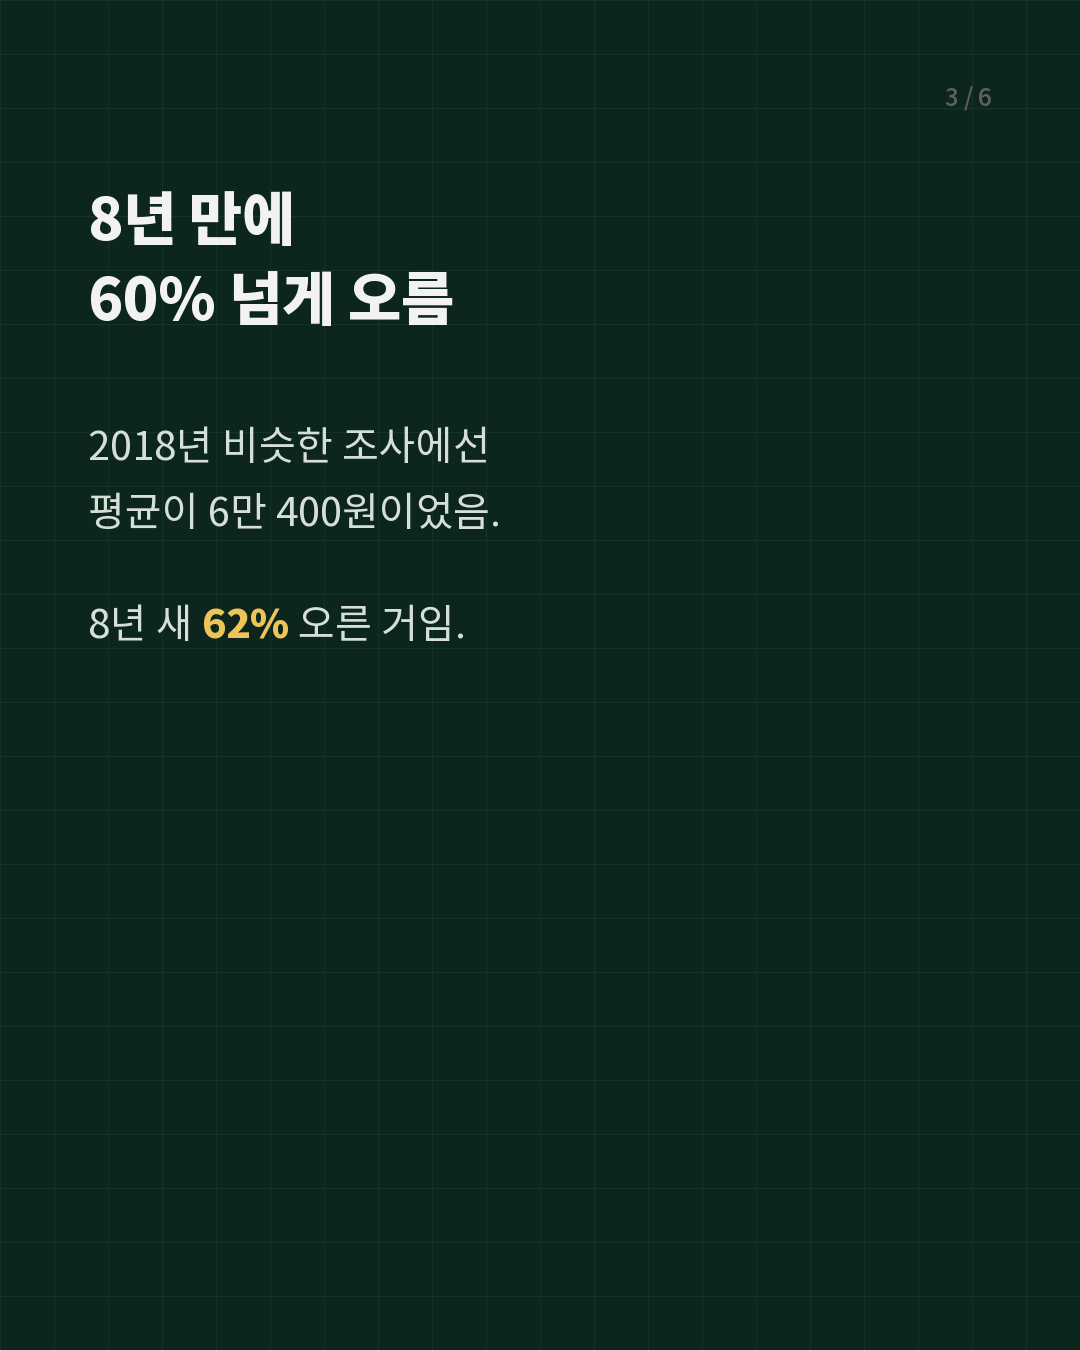 3 / 6
8년 만에
60% 넘게 오름
2018년 비슷한 조사에선
평균이 6만 400원이었음.
8년 새 62% 오른 거임.